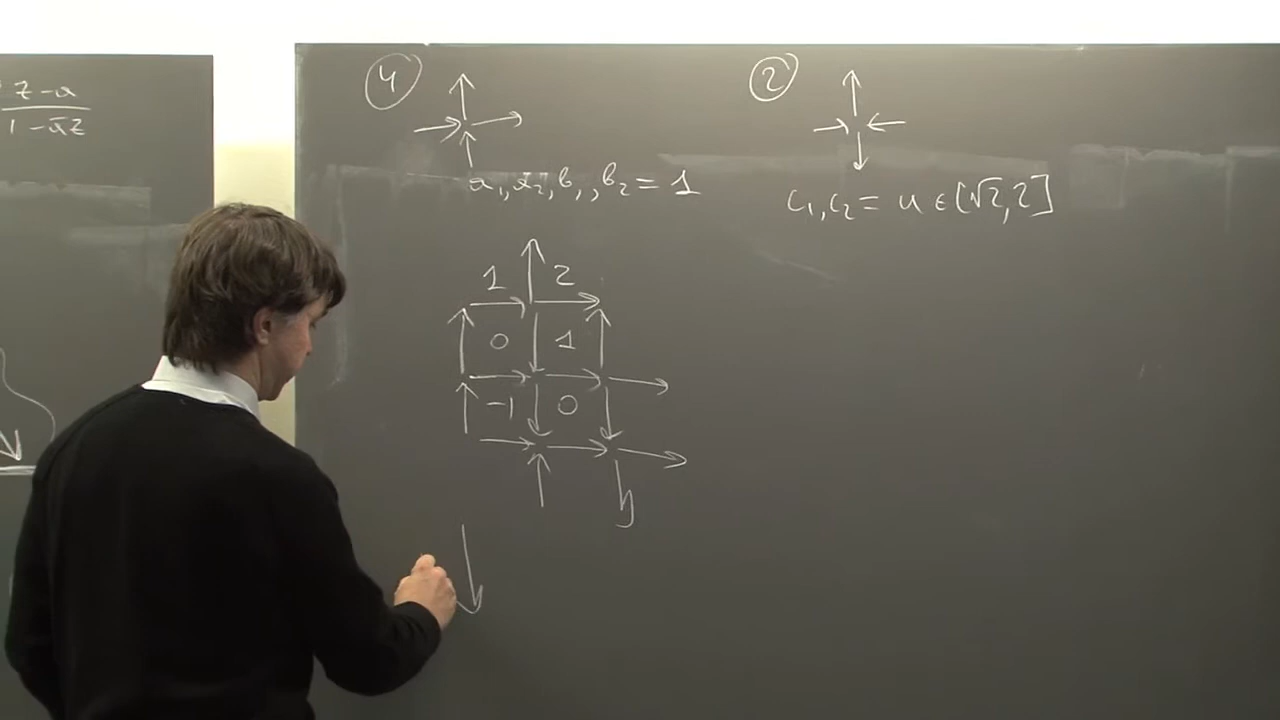 z-a
1-āz
4
a₁, a₂, b₁, b₂ = 1
2
c₁, c₂ = u ∈ [√2, 2]
1 2
0 1
-1 0